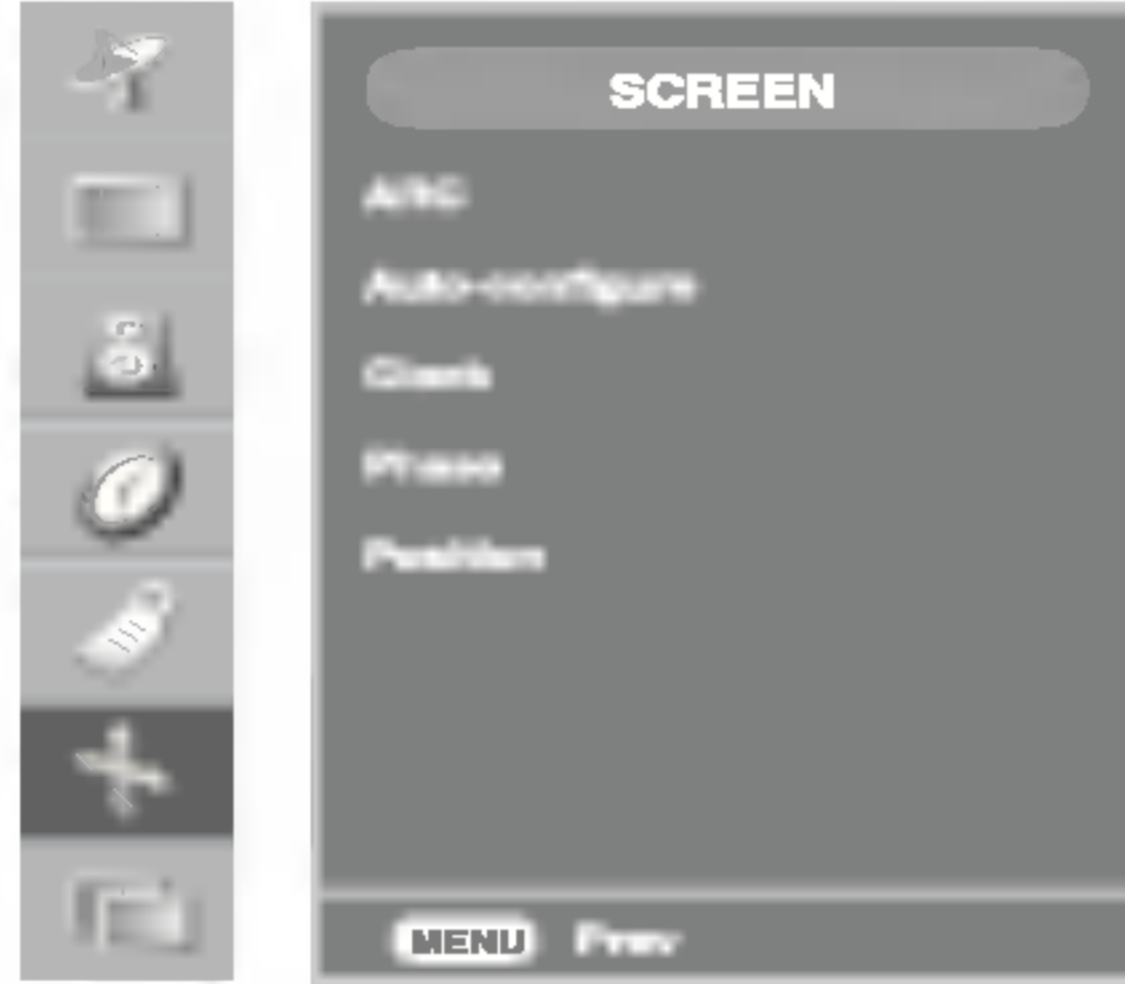 SCREEN
ARC
Auto-configure
Clock
Phase
Position
MENU Prev